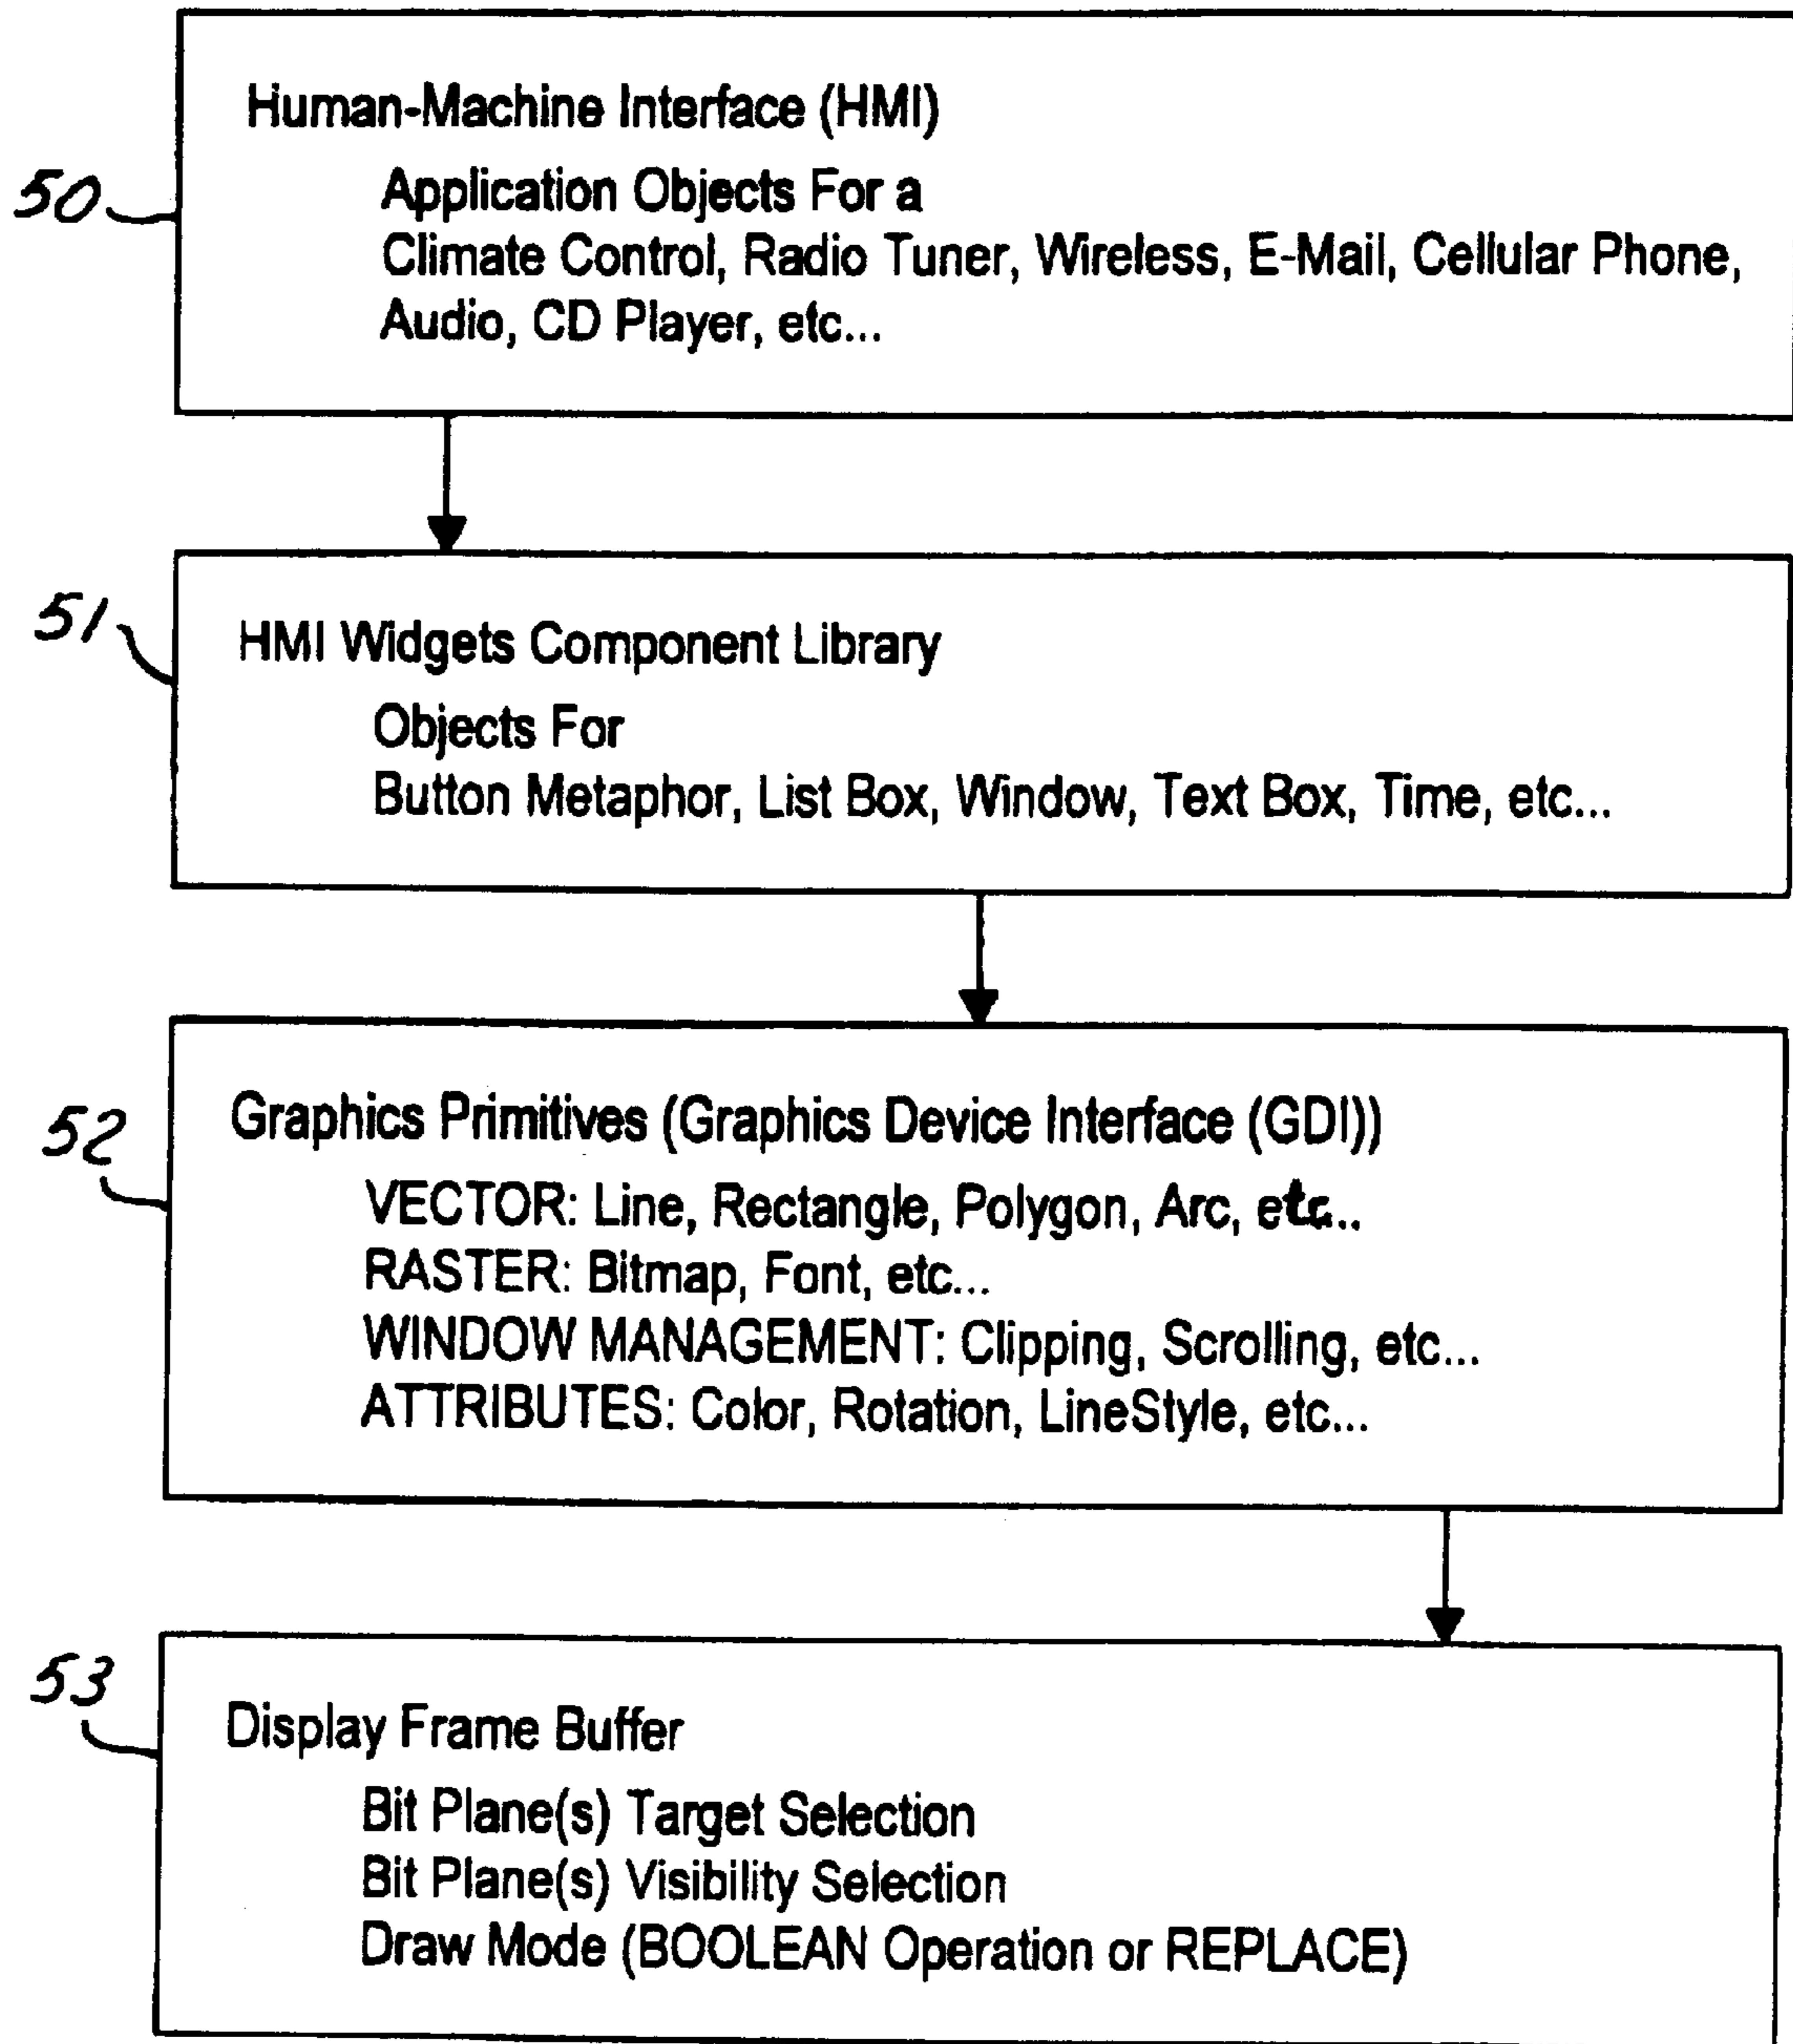 50
Human-Machine Interface (HMI)
Application Objects For a
Climate Control, Radio Tuner, Wireless, E-Mail, Cellular Phone,
Audio, CD Player, etc...
51
HMI Widgets Component Library
Objects For
Button Metaphor, List Box, Window, Text Box, Time, etc...
52
Graphics Primitives (Graphics Device Interface (GDI))
VECTOR: Line, Rectangle, Polygon, Arc, etc..
RASTER: Bitmap, Font, etc...
WINDOW MANAGEMENT: Clipping, Scrolling, etc...
ATTRIBUTES: Color, Rotation, LineStyle, etc...
53
Display Frame Buffer
Bit Plane(s) Target Selection
Bit Plane(s) Visibility Selection
Draw Mode (BOOLEAN Operation or REPLACE)